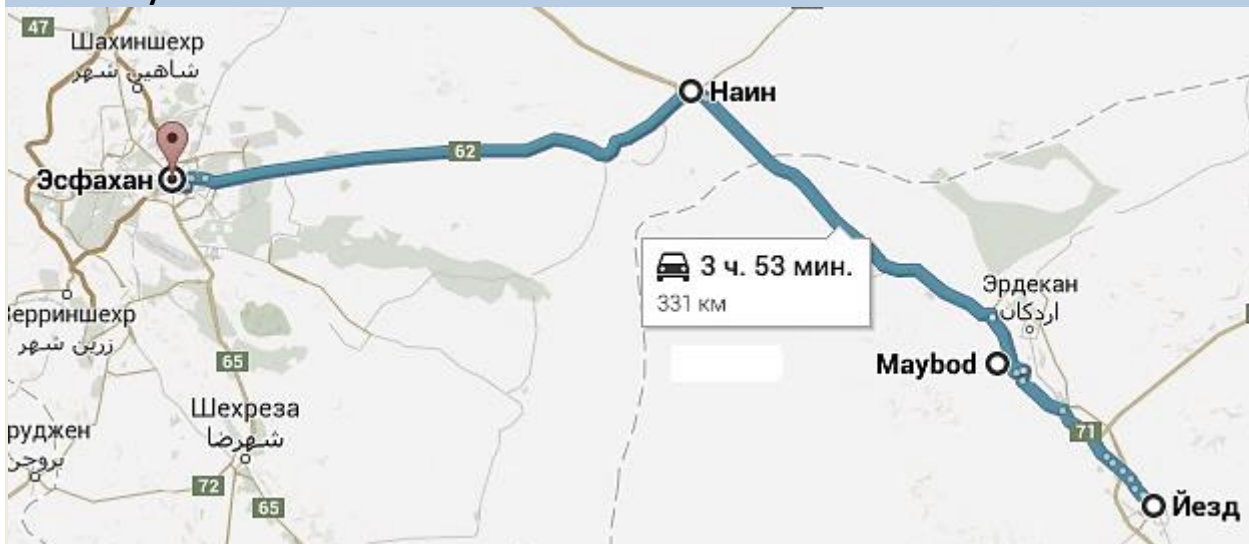 47
Шахиншехр
شاهین شهر
Наин
62
Эсфахан
3 ч. 53 мин.
331 км
Эрдекан
اردکان
Зерриншехр
زرین شهر
65
Maybod
Шехреза
شهرضا
руджен
بروجن
71
72
65
Йезд